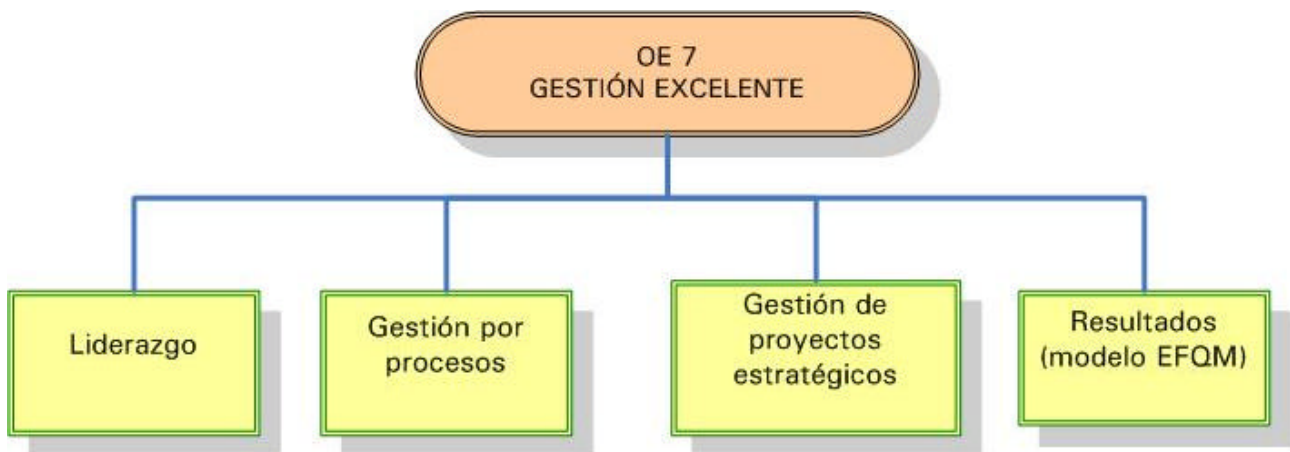 OE 7
GESTIÓN EXCELENTE
Liderazgo
Gestión por
procesos
Gestión de
proyectos
estratégicos
Resultados
(modelo EFQM)